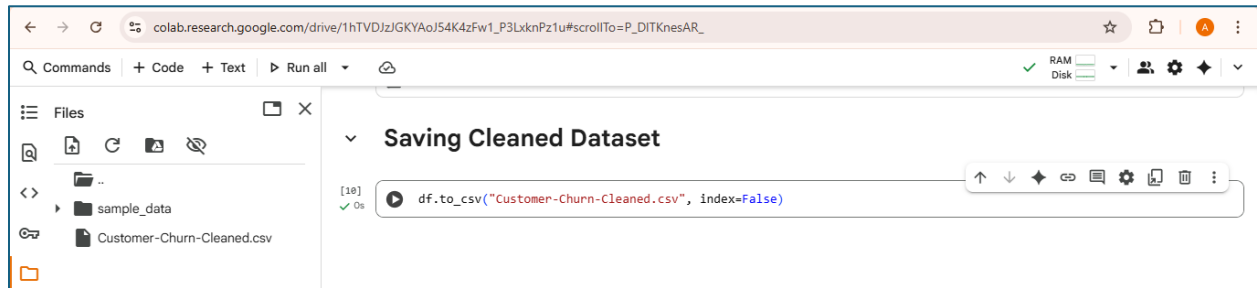 colab.research.google.com/drive/1hTVDJzJGKYAoJ54K4zFw1_P3LxknPz1u#scrollTo=P_DITKnesAR_
A
Commands + Code + Text Run all
RAM
Disk
Files
Saving Cleaned Dataset
..
[10]
0s
df.to_csv("Customer-Churn-Cleaned.csv", index=False)
sample_data
Customer-Churn-Cleaned.csv